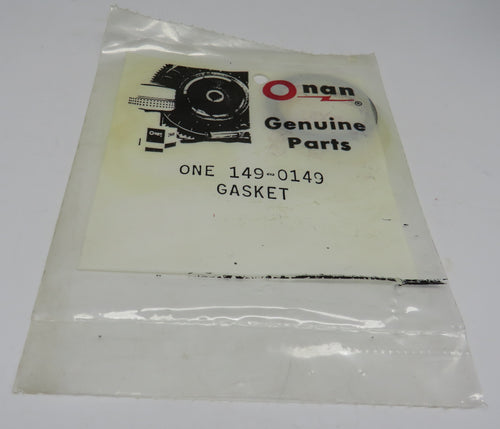 Onan®
Genuine
Parts
ONE 149-0149
GASKET